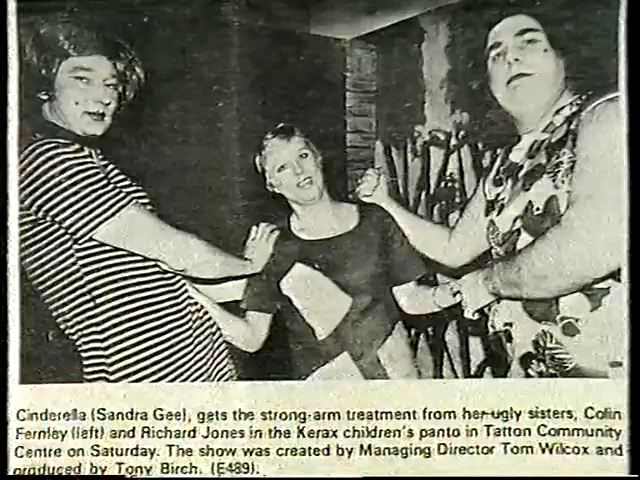 Cinderella (Sandra Gee), gets the strong-arm treatment from her ugly sisters, Colin
Fernley (left) and Richard Jones in the Kerax children's panto in Tatton Community
Centre on Saturday. The show was created by Managing Director Tom Wilcox and
produced by Tony Birch. (E489).